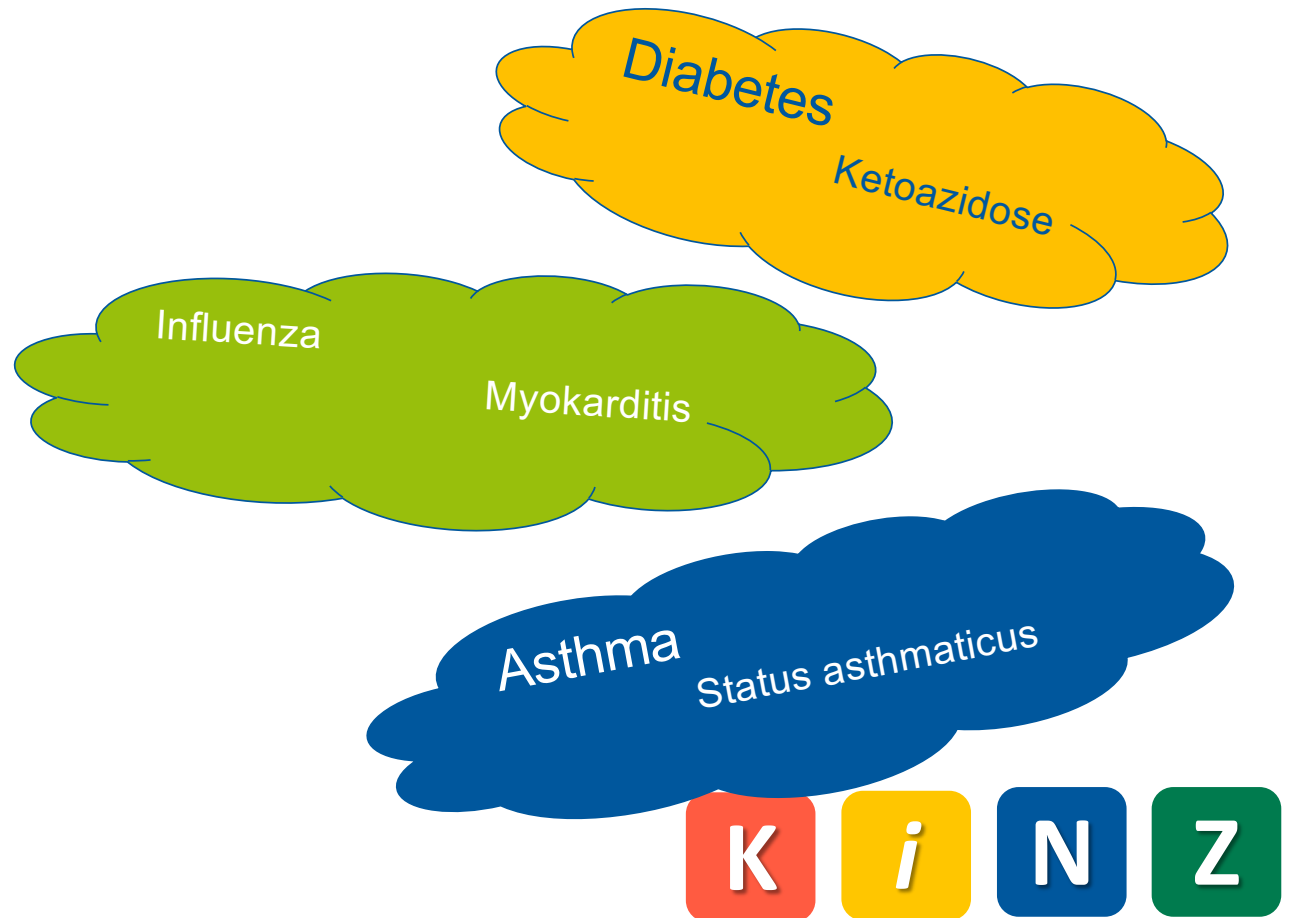 Diabetes
Ketoazidose
Influenza
Myokarditis
Asthma
Status asthmaticus
K i N Z